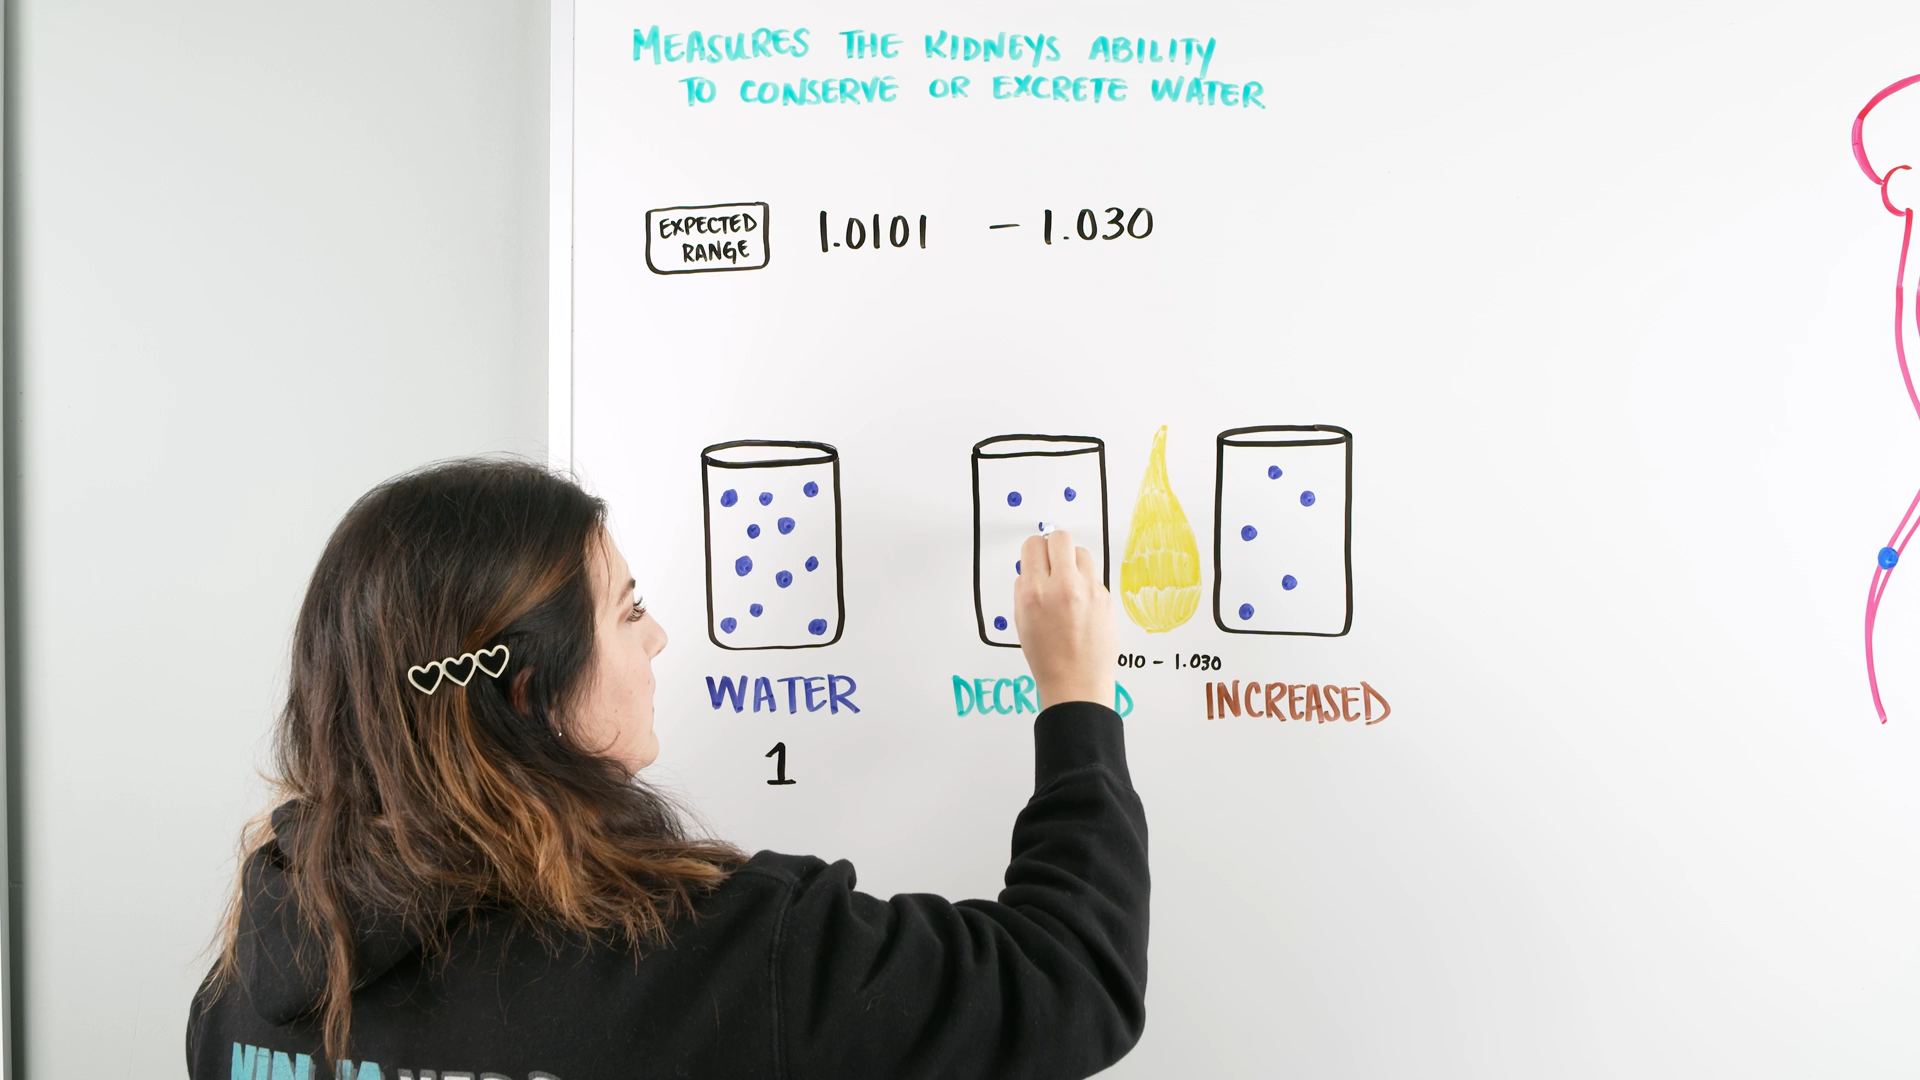 MEASURES THE KIDNEYS ABILITY
TO CONSERVE OR EXCRETE WATER
EXPECTED
RANGE
1.0101 - 1.030
010 - 1.030
WATER
INCREASED
1